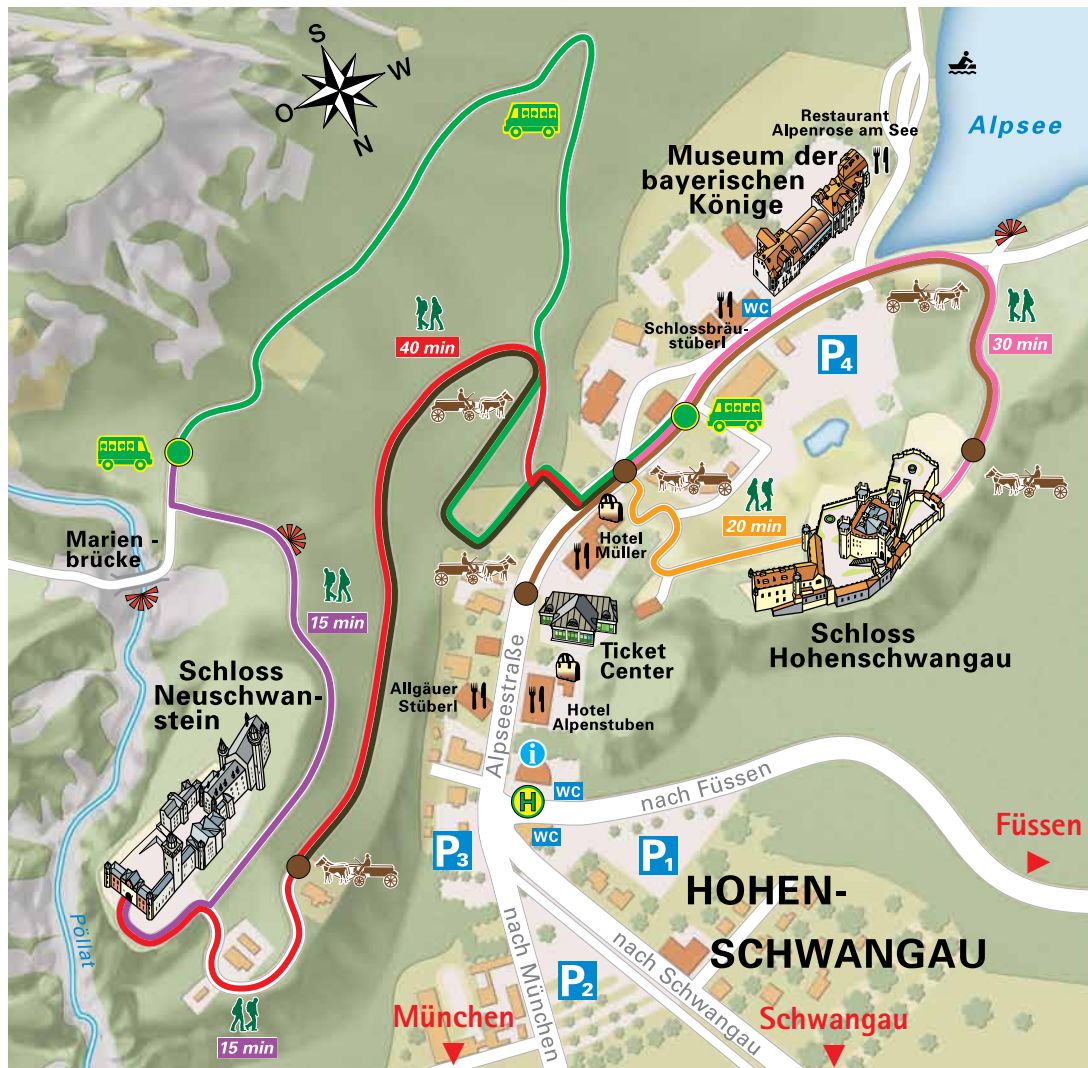 S
W
O
N
Restaurant
Alpenrose am See
Alpsee
Museum der
bayerischen
Könige
WC
Schlossbräu-
stüberl
40 min
P4
30 min
20 min
Hotel
Müller
Marien -
brücke
15 min
Schloss
Neuschwan-
stein
Ticket
Center
Schloss
Hohenschwangau
Alpseestraße
Allgäuer
Stüberl
Hotel
Alpenstuben
i
H
WC
WC
nach Füssen
Füssen
P3
P1
HOHEN-
SCHWANGAU
Pöllat
nach München
nach Schwangau
P2
München
Schwangau
15 min